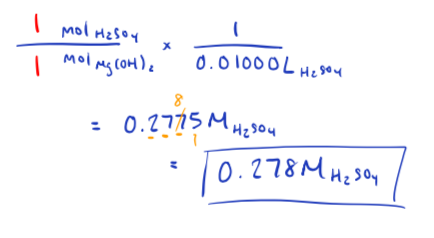 1 mol H₂SO₄ / 1 mol Mg(OH)₂ × 1 / 0.01000L H₂SO₄
8
= 0.2775 M H₂SO₄
1
= 0.278 M H₂SO₄